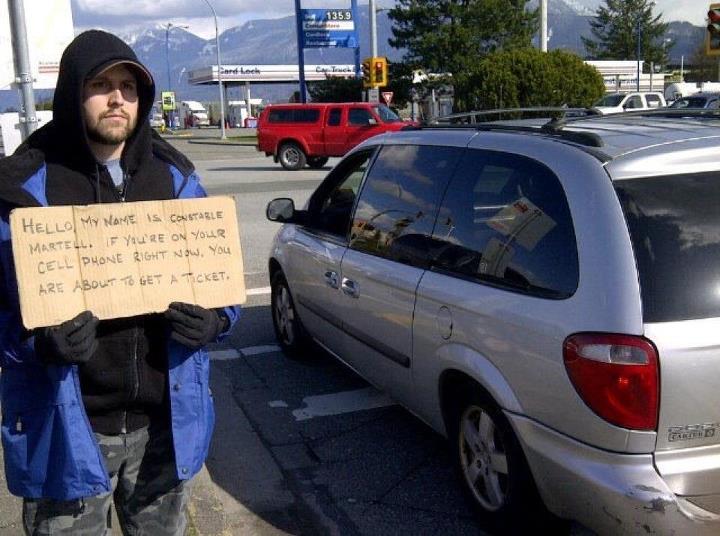 135.9
Card Lock
Car-Truck
HELLO, MY NAME IS CONSTABLE
MARTELL. IF YOU'RE ON YOUR
CELL PHONE RIGHT NOW, YOU
ARE ABOUT TO GET A TICKET.